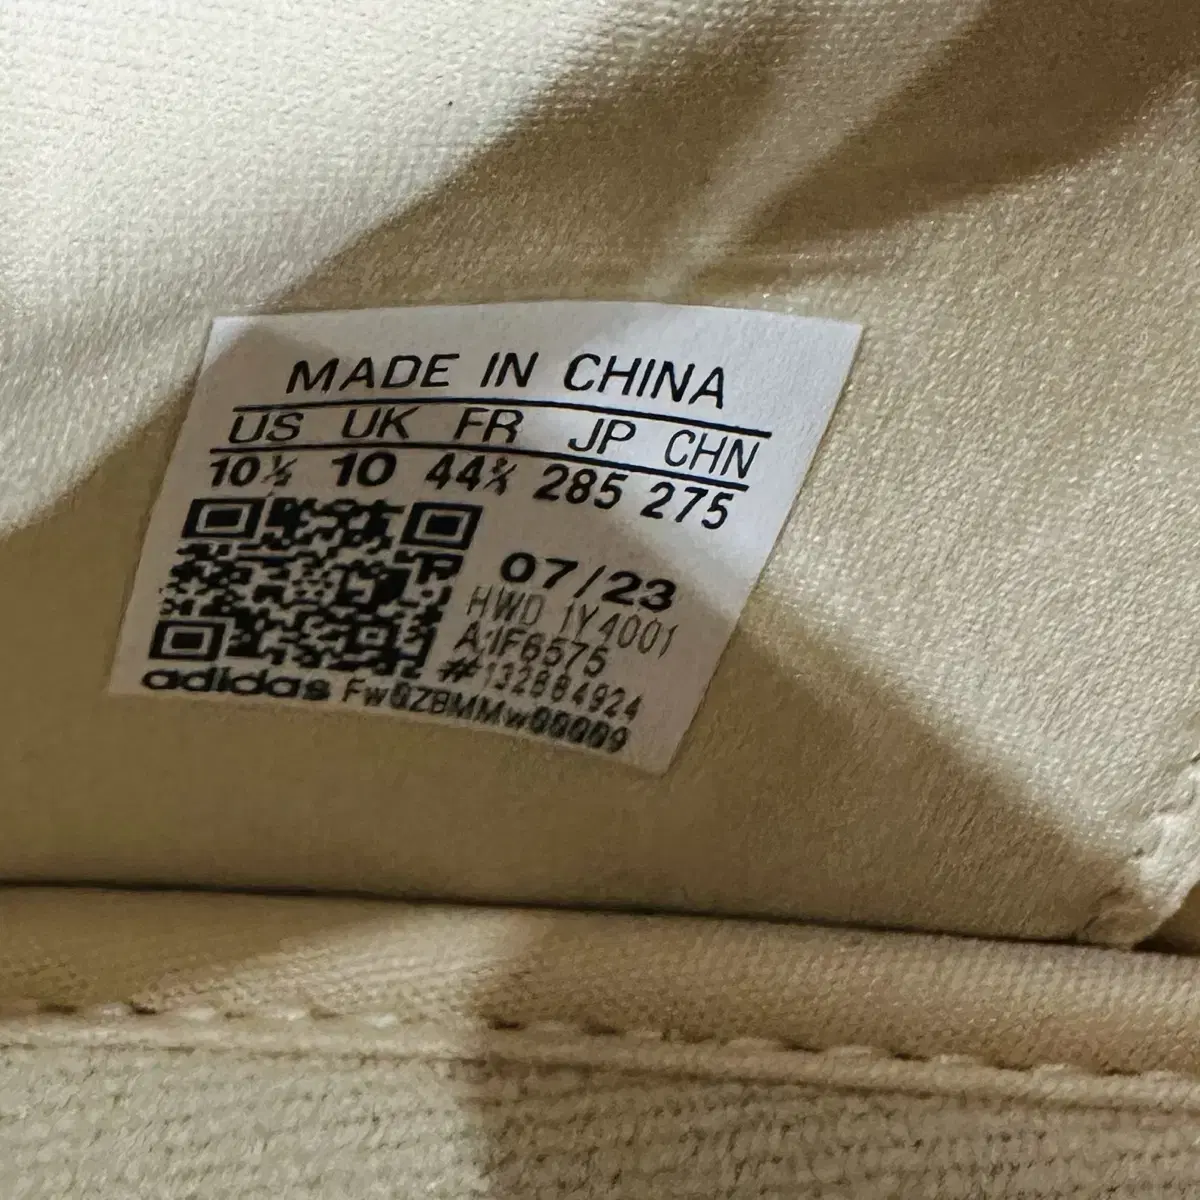 MADE IN CHINA
US UK FR JP CHN
10½ 10 44⅔ 285 275
07/23
HWD 1Y4001
A:IF6575
#132884924
adidas FwQZBMMw00009